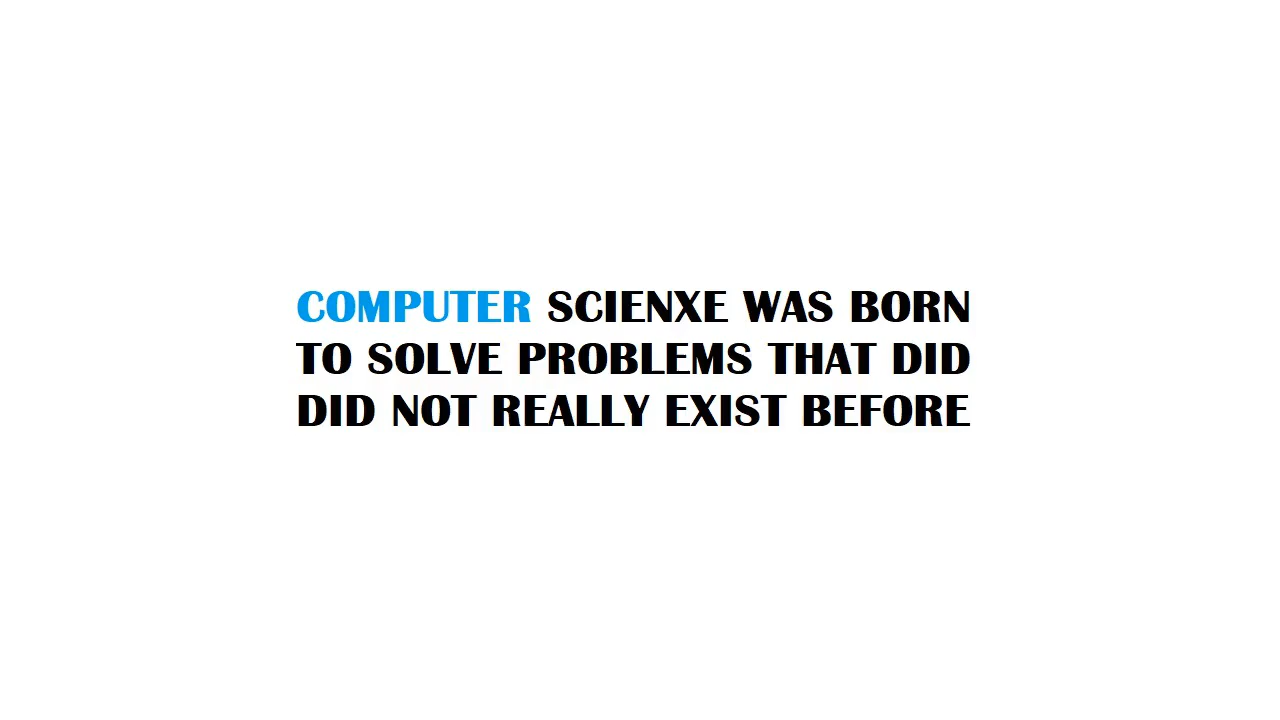 COMPUTER SCIENXE WAS BORN
TO SOLVE PROBLEMS THAT DID
DID NOT REALLY EXIST BEFORE